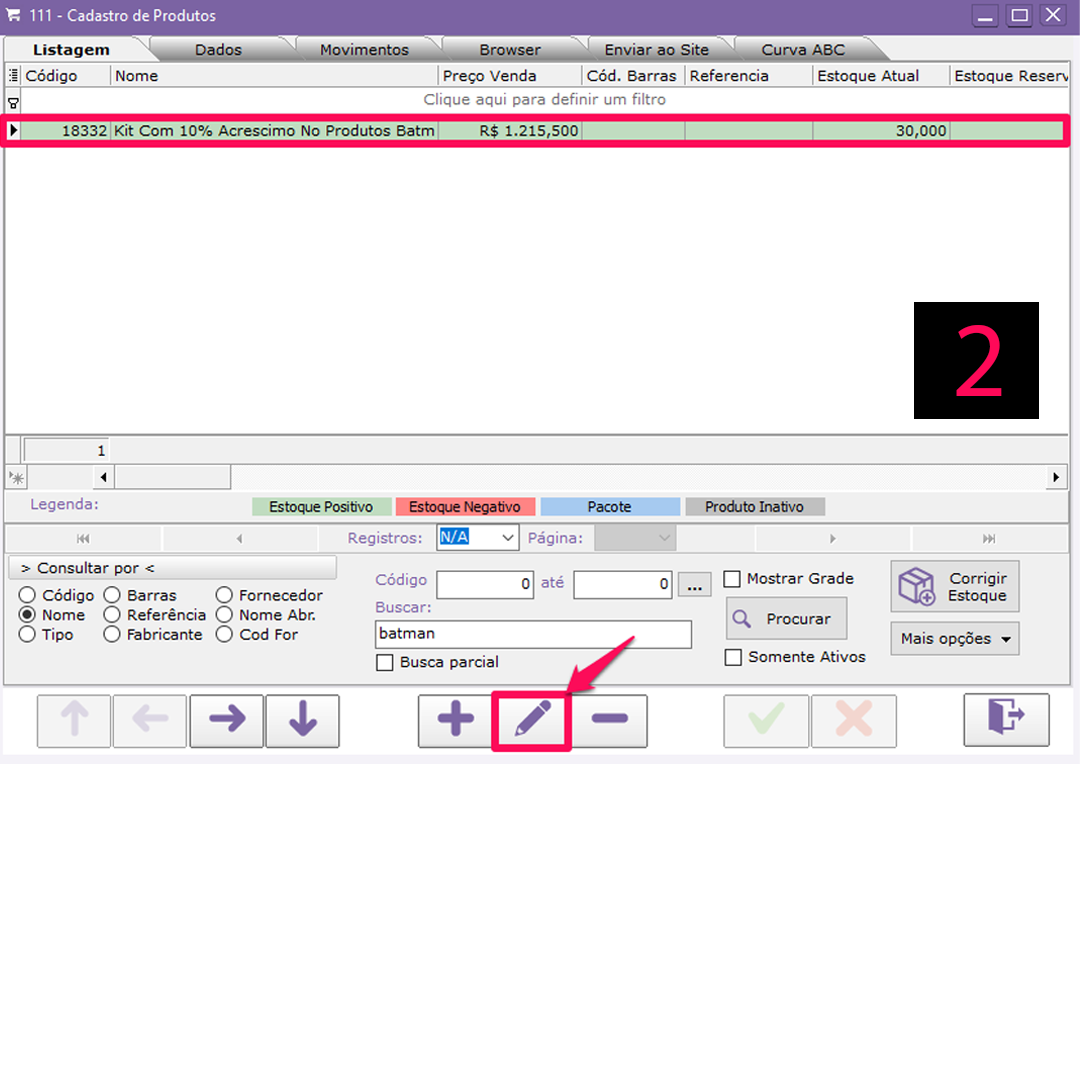 111 - Cadastro de Produtos
Listagem Dados Movimentos Browser Enviar ao Site Curva ABC
Código Nome Preço Venda Cód. Barras Referencia Estoque Atual Estoque Reserv
Clique aqui para definir um filtro
18332 Kit Com 10% Acrescimo No Produtos Batm R$ 1.215,500 30,000
2
1
Legenda: Estoque Positivo Estoque Negativo Pacote Produto Inativo
Registros: N/A Página:
> Consultar por <
Código Barras Fornecedor
Nome Referência Nome Abr.
Tipo Fabricante Cod For
Código 0 até 0 ...
Buscar:
batman
Busca parcial
Mostrar Grade
Procurar
Somente Ativos
Corrigir
Estoque
Mais opções